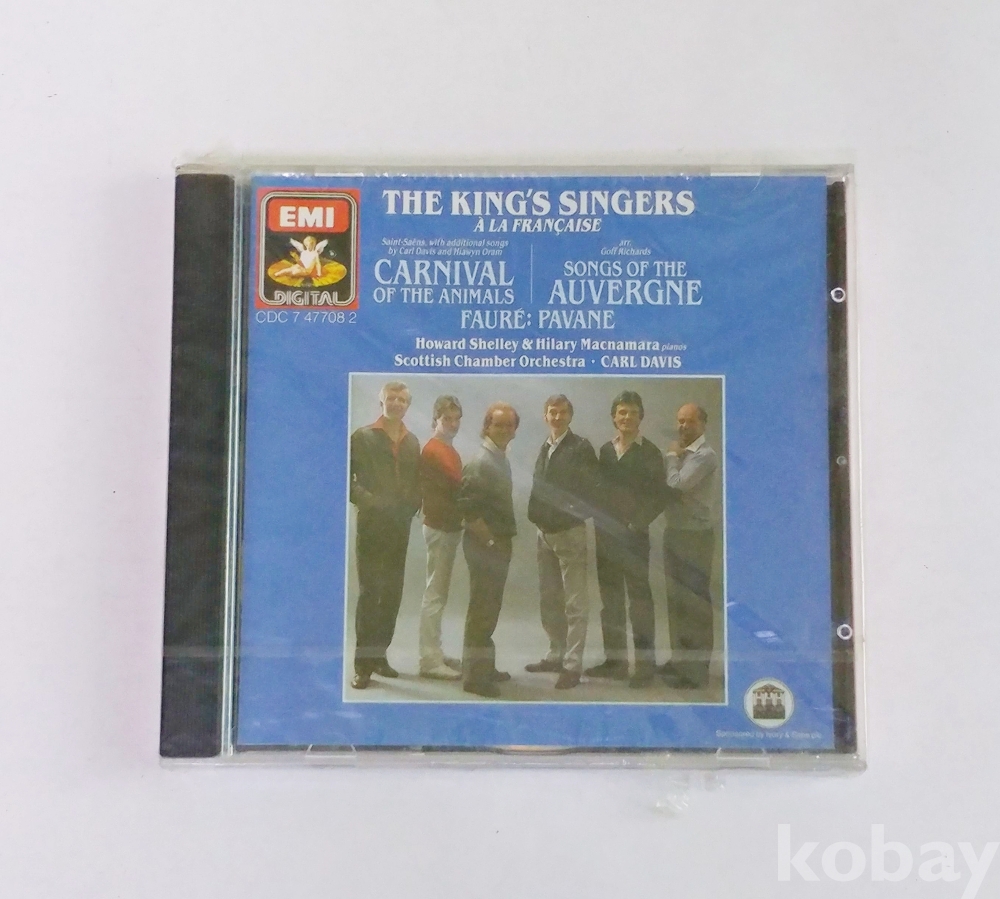 THE KING'S SINGERS
À LA FRANÇAISE
EMI
DIGITAL
CDC 7 47708 2
Saint-Saëns, with additional songs
by Carl Davis and Hiawyn Oram
CARNIVAL
OF THE ANIMALS
arr.
Goff Richards
SONGS OF THE
AUVERGNE
FAURÉ: PAVANE
Howard Shelley & Hilary Macnamara pianos
Scottish Chamber Orchestra · CARL DAVIS
Sponsored by
kobay